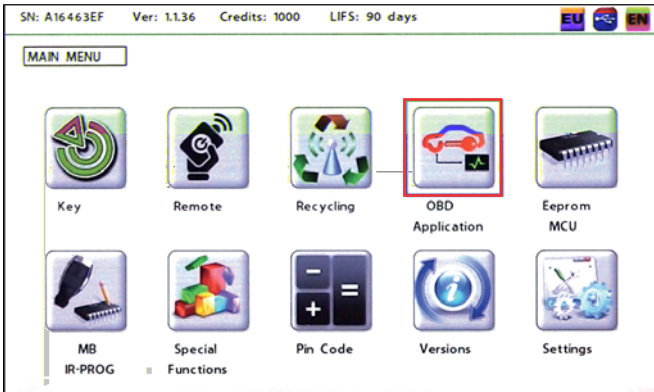 SN: A16463EF Ver: 1.1.36 Credits: 1000 LIFS: 90 days EU EN
MAIN MENU
Key Remote Recycling OBD Eeprom
Application MCU
MB Special Pin Code Versions Settings
IR-PROG Functions